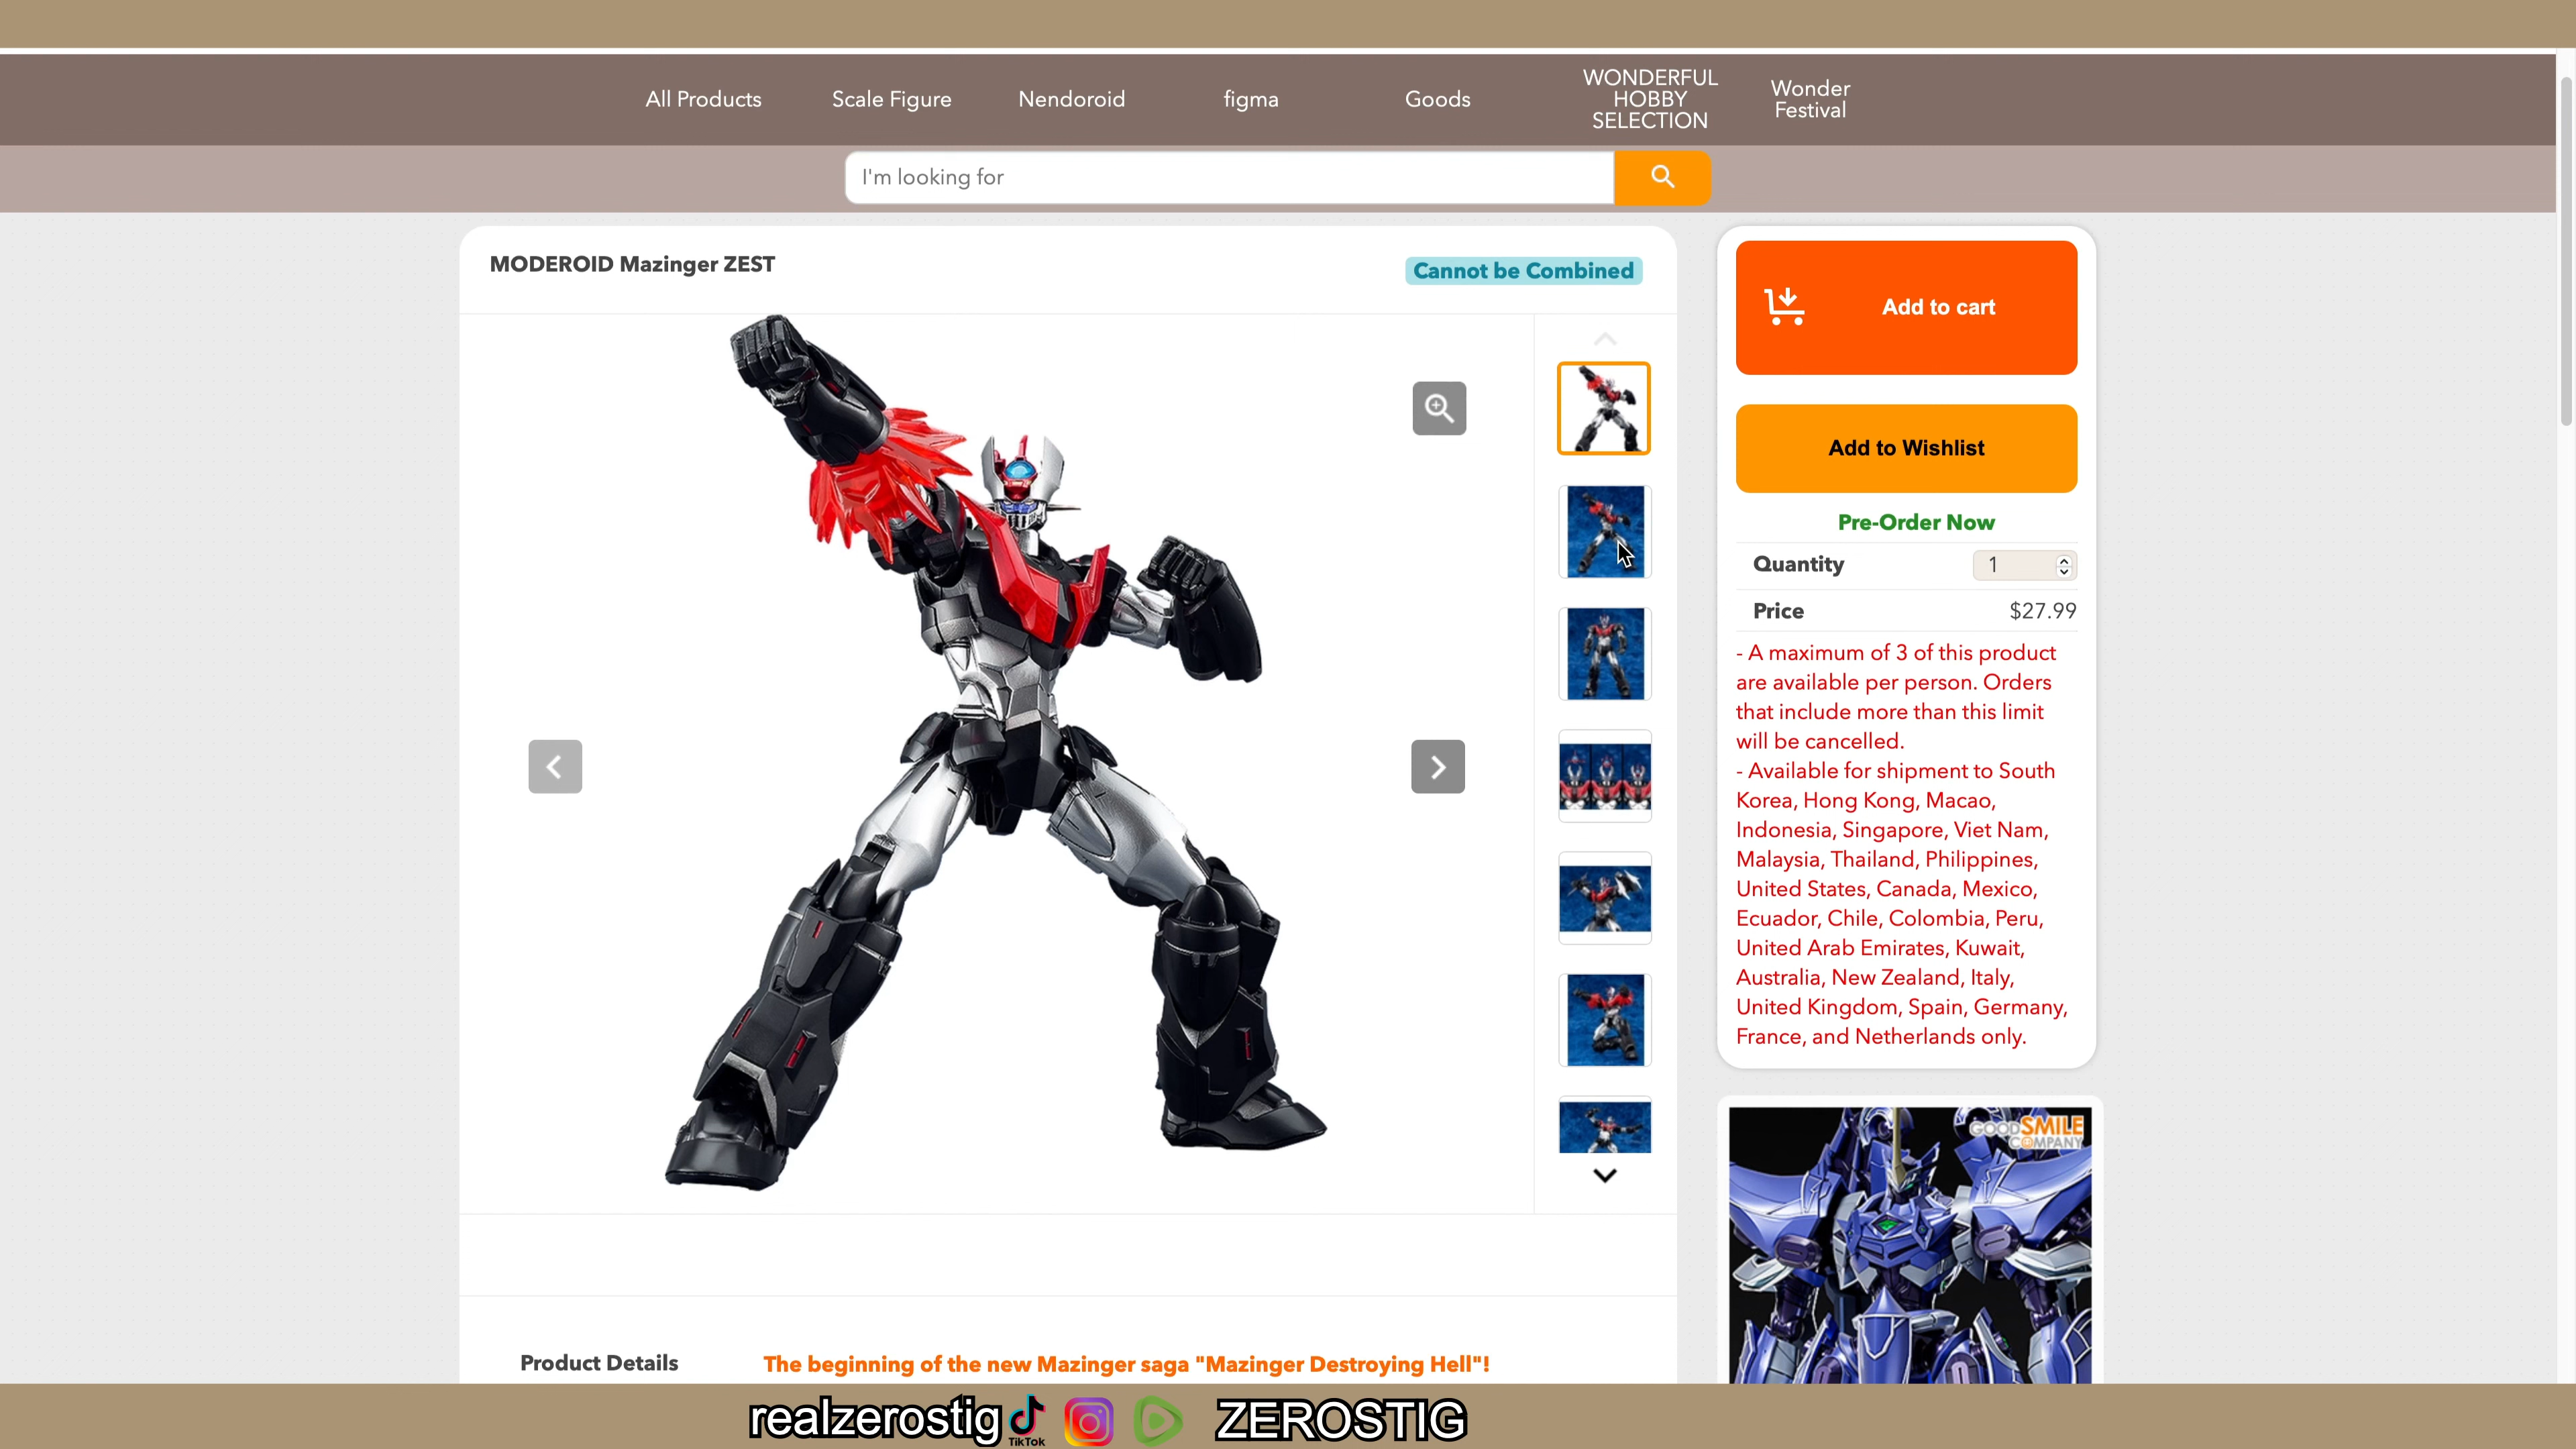 All Products
Scale Figure
Nendoroid
figma
Goods
WONDERFUL
HOBBY
SELECTION
Wonder
Festival
I'm looking for
MODEROID Mazinger ZEST
Cannot be Combined
Add to cart
Add to Wishlist
Pre-Order Now
Quantity
1
Price
$27.99
- A maximum of 3 of this product
are available per person. Orders
that include more than this limit
will be cancelled.
- Available for shipment to South
Korea, Hong Kong, Macao,
Indonesia, Singapore, Viet Nam,
Malaysia, Thailand, Philippines,
United States, Canada, Mexico,
Ecuador, Chile, Colombia, Peru,
United Arab Emirates, Kuwait,
Australia, New Zealand, Italy,
United Kingdom, Spain, Germany,
France, and Netherlands only.
GOODSMILE
COMPANY
Product Details
The beginning of the new Mazinger saga "Mazinger Destroying Hell"!
realzerostig
TikTok
ZEROSTIG